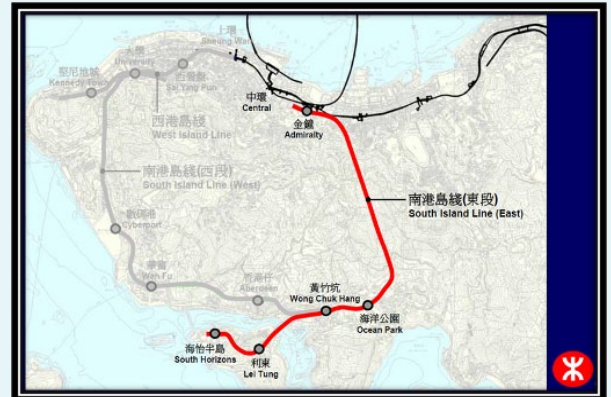 上環
Sheung Wan
大學
University
西營盤
Sai Ying Pun
堅尼地城
Kennedy Town
中環
Central
金鐘
Admiralty
西港島綫
West Island Line
南港島綫(西段)
South Island Line (West)
南港島綫(東段)
South Island Line (East)
數碼港
Cyberport
華富
Wah Fu
香港仔
Aberdeen
黃竹坑
Wong Chuk Hang
海洋公園
Ocean Park
海怡半島
South Horizons
利東
Lei Tung